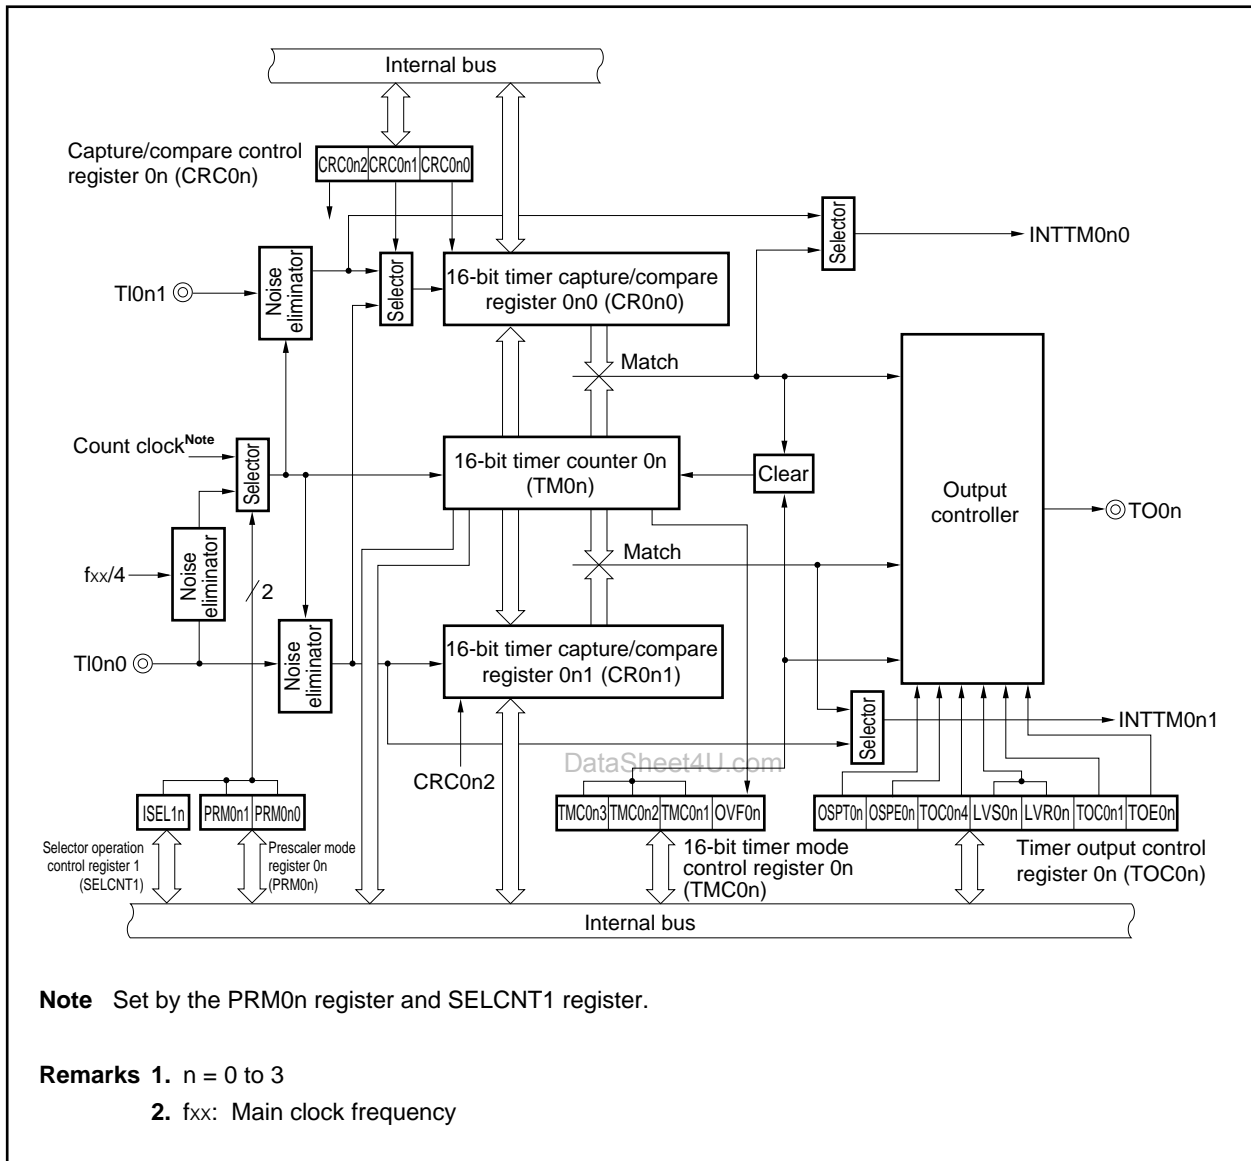 Internal bus
Capture/compare control
register 0n (CRC0n)
CRC0n2 CRC0n1 CRC0n0
Selector
INTTM0n0
TI0n1
Noise
eliminator
Selector
16-bit timer capture/compare
register 0n0 (CR0n0)
Match
Count clockNote
Selector
16-bit timer counter 0n
(TM0n)
Clear
Output
controller
TO0n
fxx/4
Noise
eliminator
2
Match
TI0n0
Noise
eliminator
16-bit timer capture/compare
register 0n1 (CR0n1)
Selector
INTTM0n1
CRC0n2
DataSheet4U.com
ISEL1n PRM0n1 PRM0n0
TMC0n3 TMC0n2 TMC0n1 OVF0n
OSPT0n OSPE0n TOC0n4 LVS0n LVR0n TOC0n1 TOE0n
Selector operation
control register 1
(SELCNT1)
Prescaler mode
register 0n
(PRM0n)
16-bit timer mode
control register 0n
(TMC0n)
Timer output control
register 0n (TOC0n)
Internal bus
Note Set by the PRM0n register and SELCNT1 register.
Remarks 1. n = 0 to 3
2. fxx: Main clock frequency